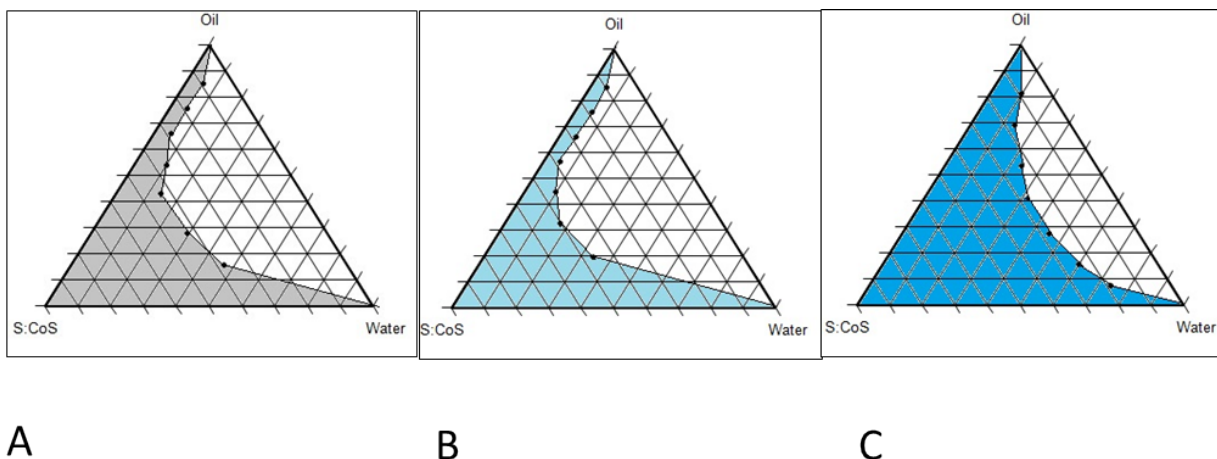 Oil
S:CoS
Water
Oil
S:CoS
Water
Oil
S:CoS
Water
A
B
C